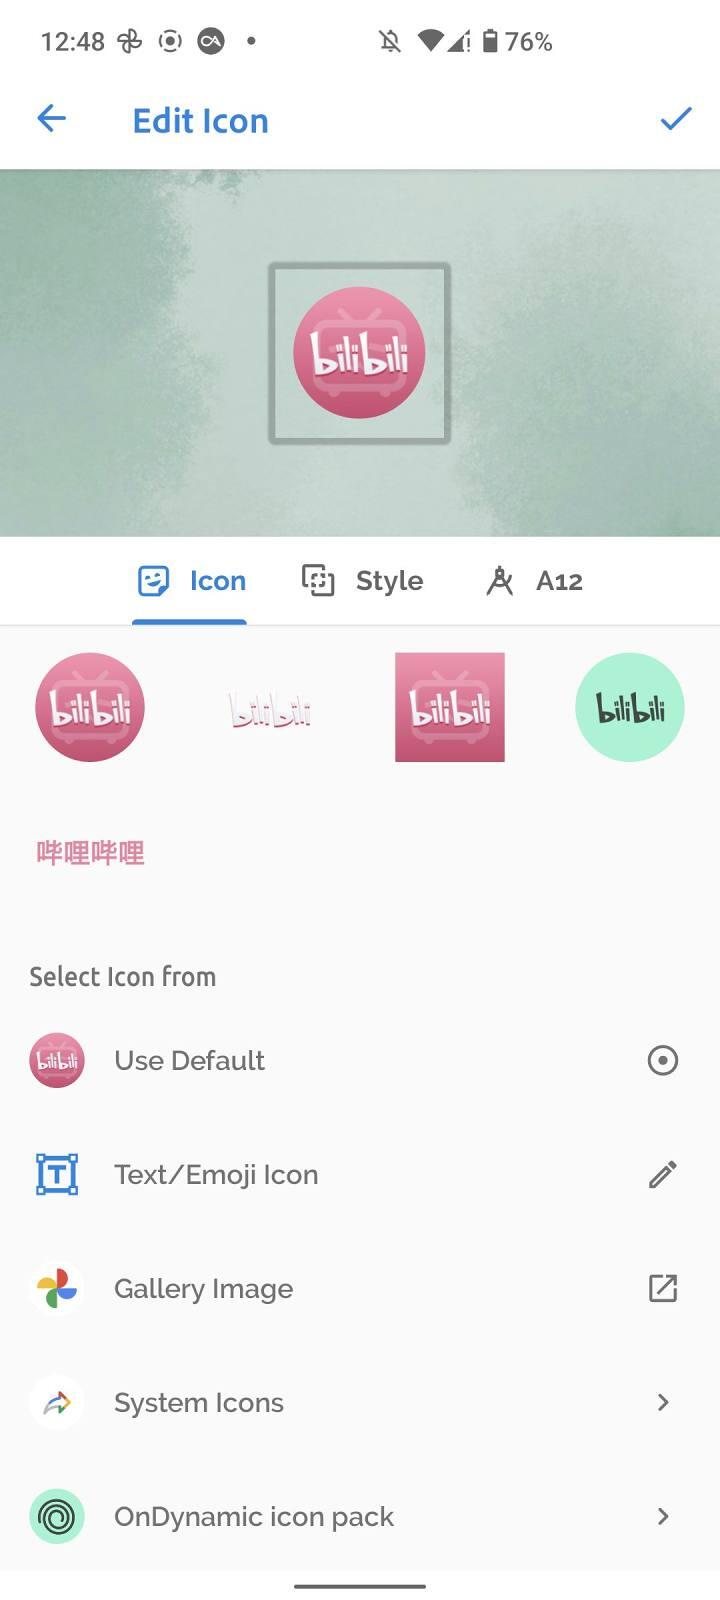 12:48
76%
Edit Icon
bilibili
Icon
Style
A12
bilibili
bilibili
bilibili
bilibili
哔哩哔哩
Select Icon from
bilibili
Use Default
T
Text/Emoji Icon
Gallery Image
System Icons
OnDynamic icon pack